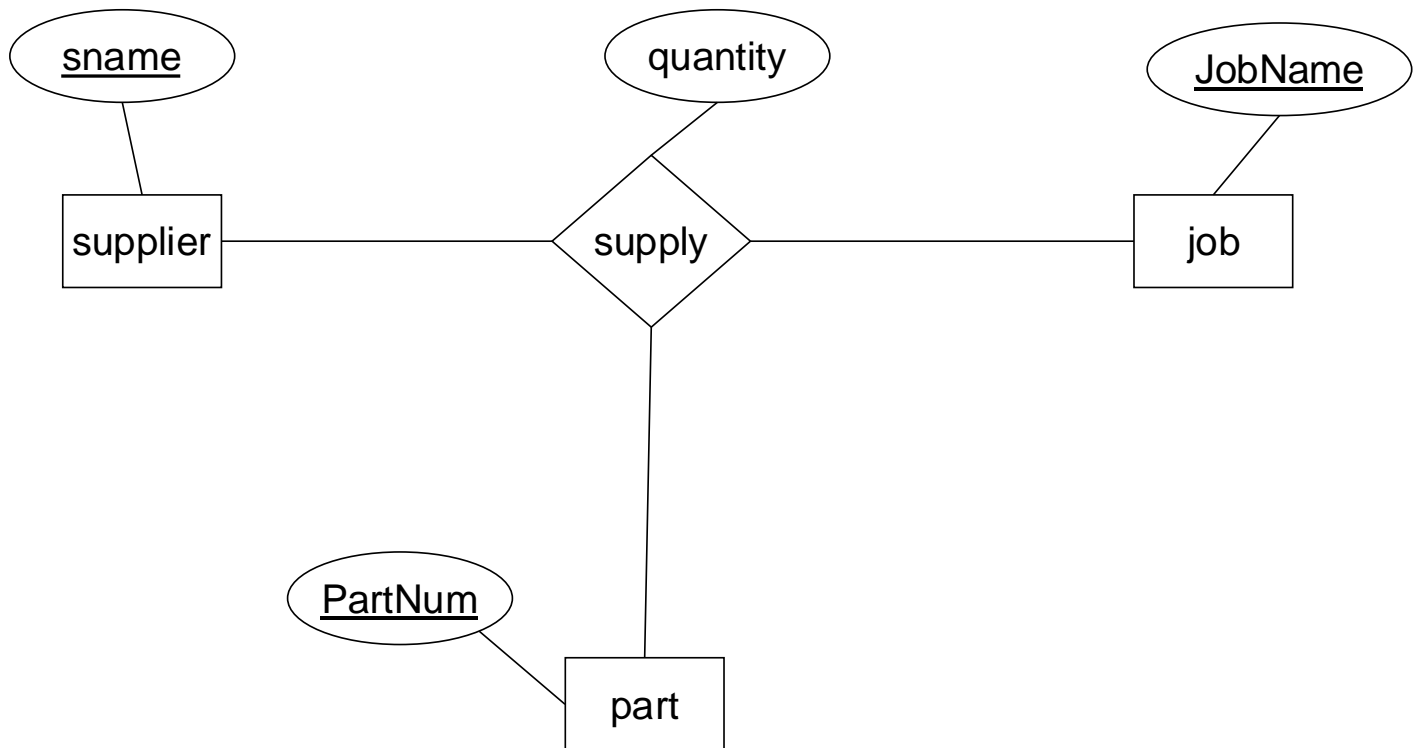 sname
quantity
JobName
supplier
supply
job
PartNum
part